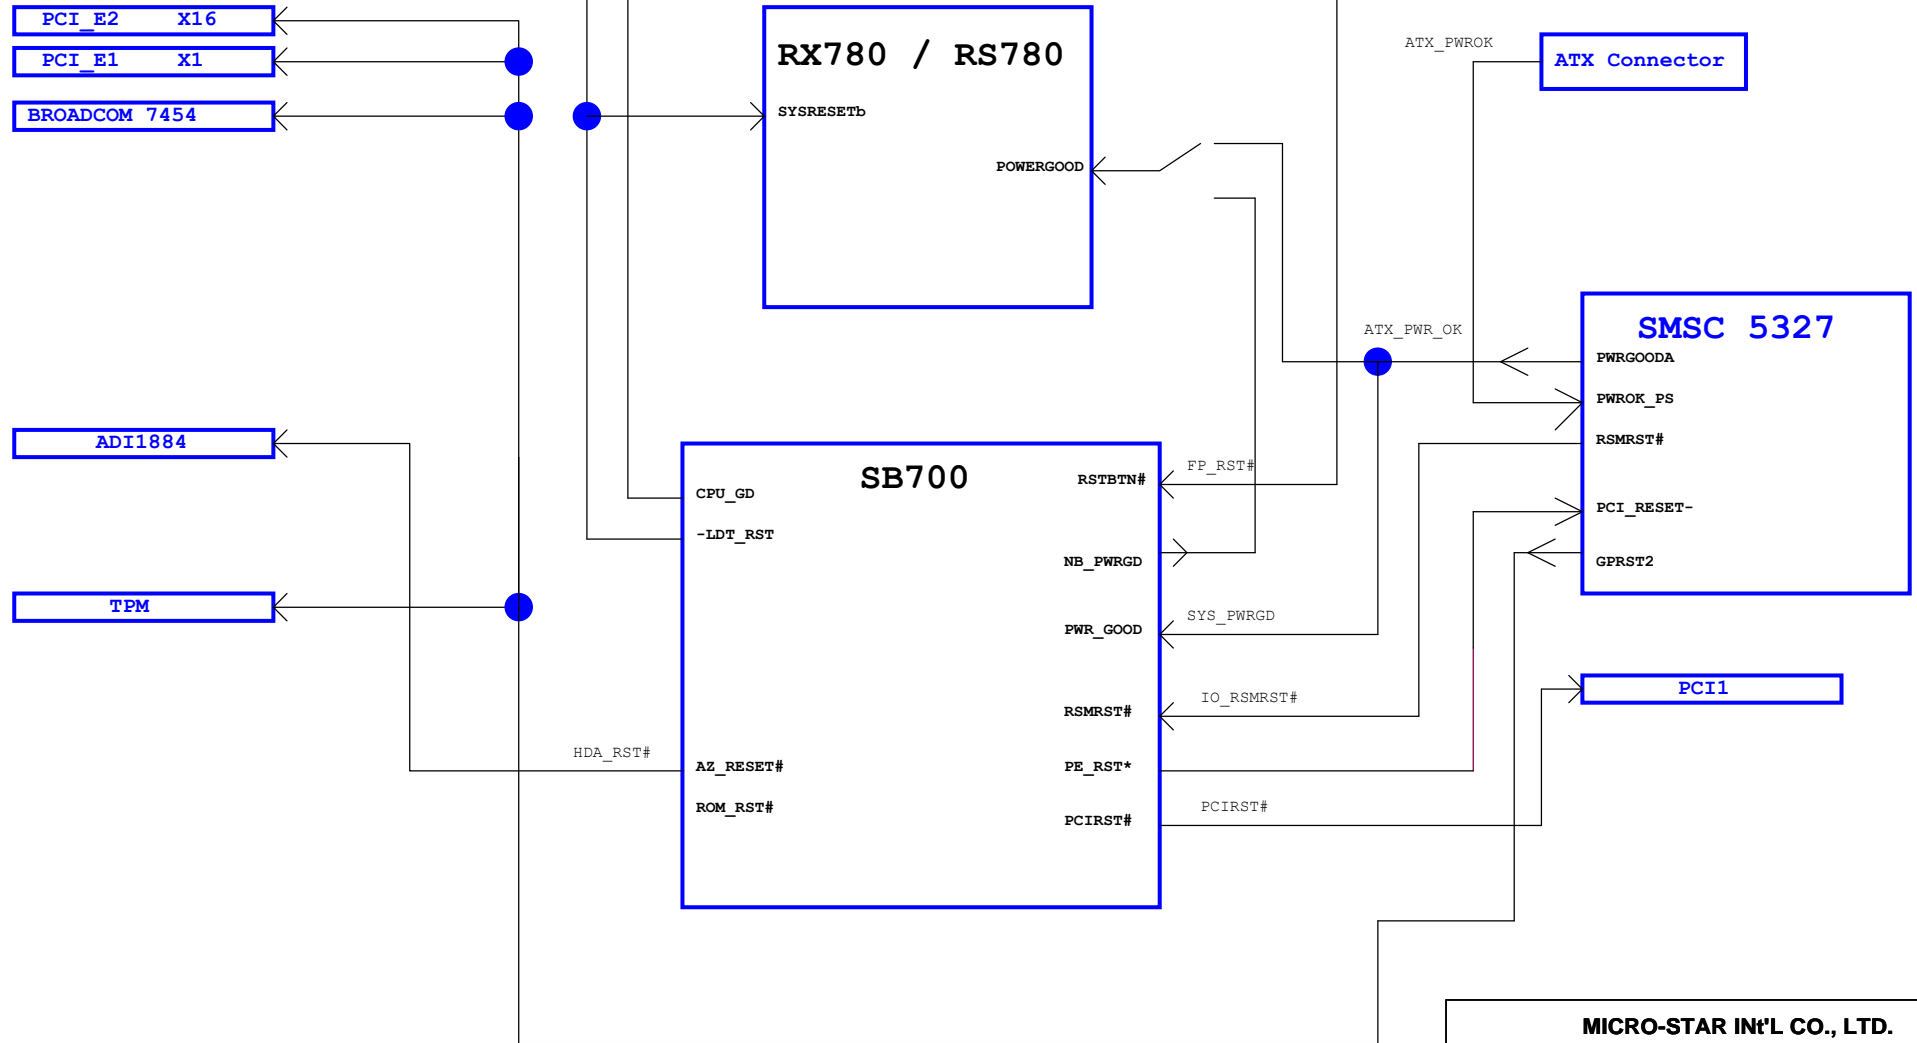 PCI_E2 X16
PCI_E1 X1
BROADCOM 7454
ADI1884
TPM
RX780 / RS780
SYSRESETb
POWERGOOD
ATX_PWROK
ATX Connector
ATX_PWR_OK
SMSC 5327
PWRGOODA
PWROK_PS
RSMRST#
PCI_RESET-
GPRST2
SB700
CPU_GD
-LDT_RST
AZ_RESET#
ROM_RST#
HDA_RST#
RSTBTN#
NB_PWRGD
PWR_GOOD
RSMRST#
PE_RST*
PCIRST#
FP_RST#
SYS_PWRGD
IO_RSMRST#
PCIRST#
PCI1
MICRO-STAR INt'L CO., LTD.